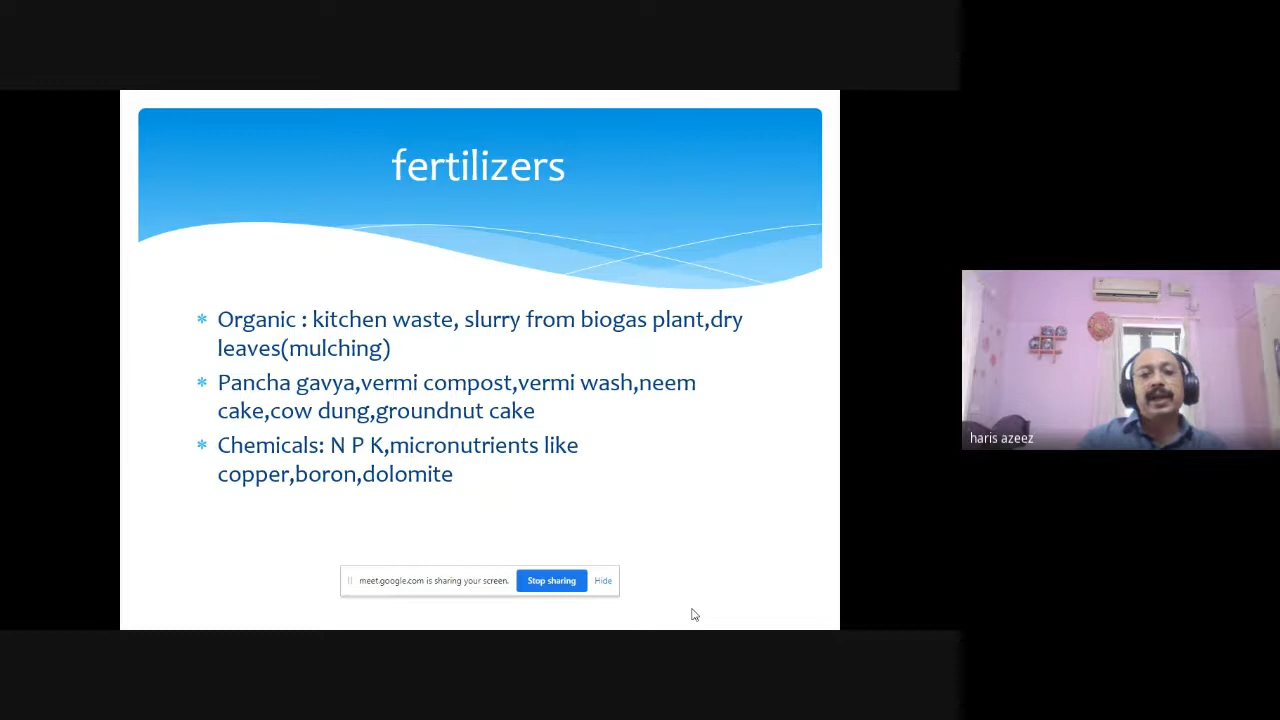 fertilizers
* Organic : kitchen waste, slurry from biogas plant,dry
leaves(mulching)
* Pancha gavya,vermi compost,vermi wash,neem
cake,cow dung,groundnut cake
* Chemicals: N P K,micronutrients like
copper,boron,dolomite
meet.google.com is sharing your screen. Stop sharing Hide
haris azeez